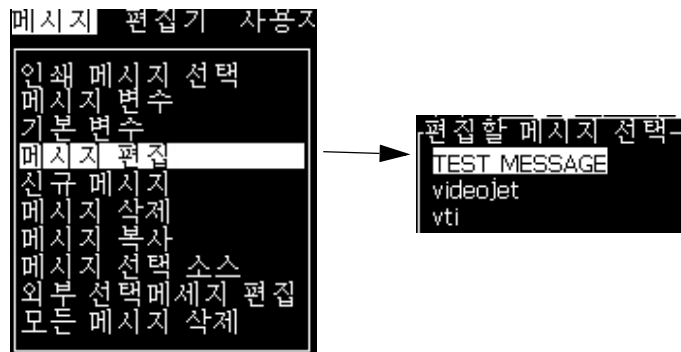 메시지 편집기 사용자
인쇄 메시지 선택
메시지 변수
기본 변수
메시지 편집
신규 메시지
메시지 삭제
메시지 복사
메시지 선택 소스
외부 선택메세지 편집
모든 메시지 삭제
편집할 메시지 선택
TEST MESSAGE
videojet
vti